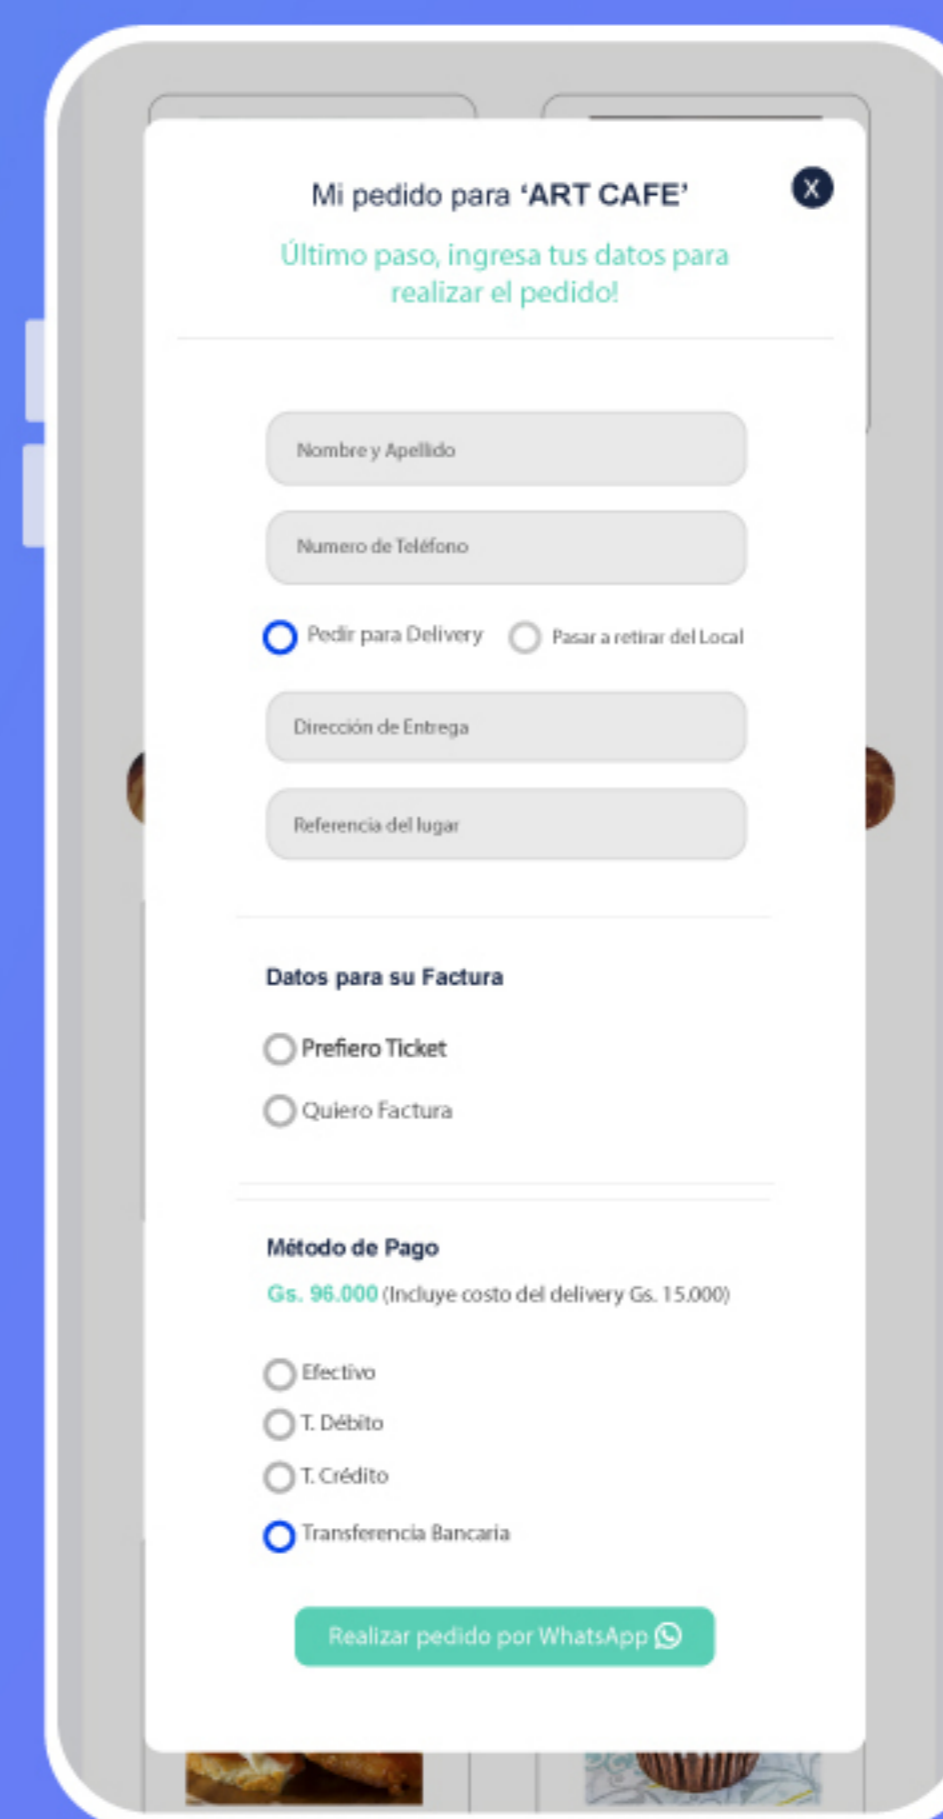 Mi pedido para ‘ART CAFE’
X
Último paso, ingresa tus datos para
realizar el pedido!
Nombre y Apellido
Numero de Teléfono
Pedir para Delivery
Pasar a retirar del Local
Dirección de Entrega
Referencia del lugar
Datos para su Factura
Prefiero Ticket
Quiero Factura
Método de Pago
Gs. 96.000 (Incluye costo del delivery Gs. 15.000)
Efectivo
T. Débito
T. Crédito
Transferencia Bancaria
Realizar pedido por WhatsApp